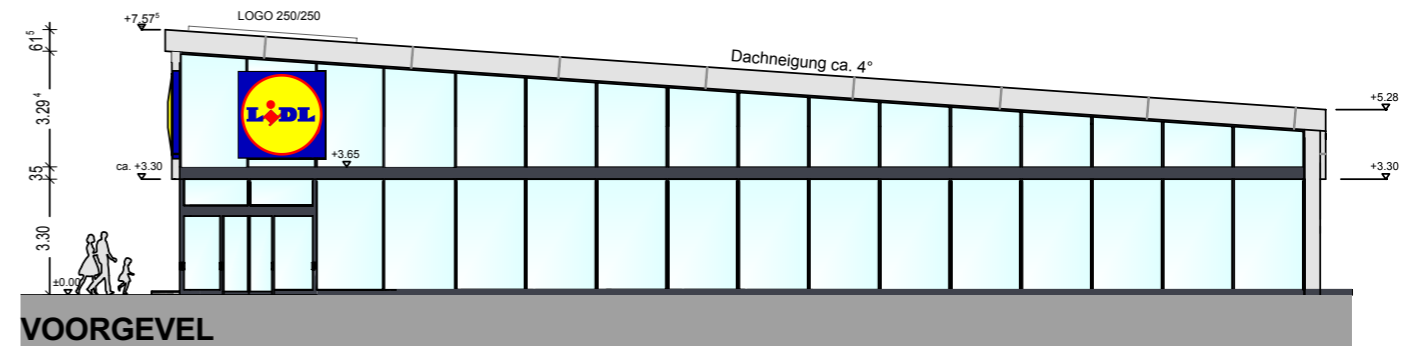 +7.57⁵
LOGO 250/250
61⁵
Dachneigung ca. 4°
3.29⁴
LIDL
+5.28
ca. +3.30
+3.65
+3.30
35
3.30
±0.00
VOORGEVEL